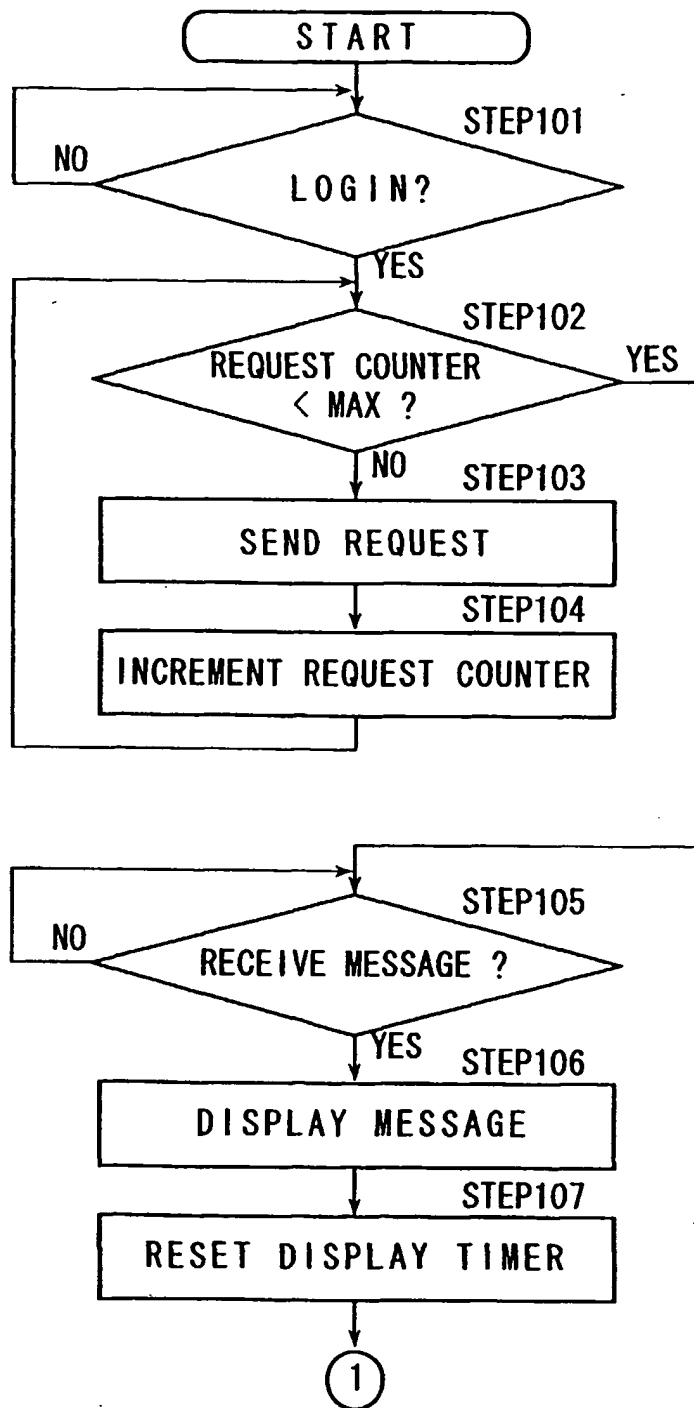 START
STEP101
NO
LOGIN?
YES
STEP102
REQUEST COUNTER
< MAX ?
YES
NO
STEP103
SEND REQUEST
STEP104
INCREMENT REQUEST COUNTER
STEP105
NO
RECEIVE MESSAGE ?
YES
STEP106
DISPLAY MESSAGE
STEP107
RESET DISPLAY TIMER
1